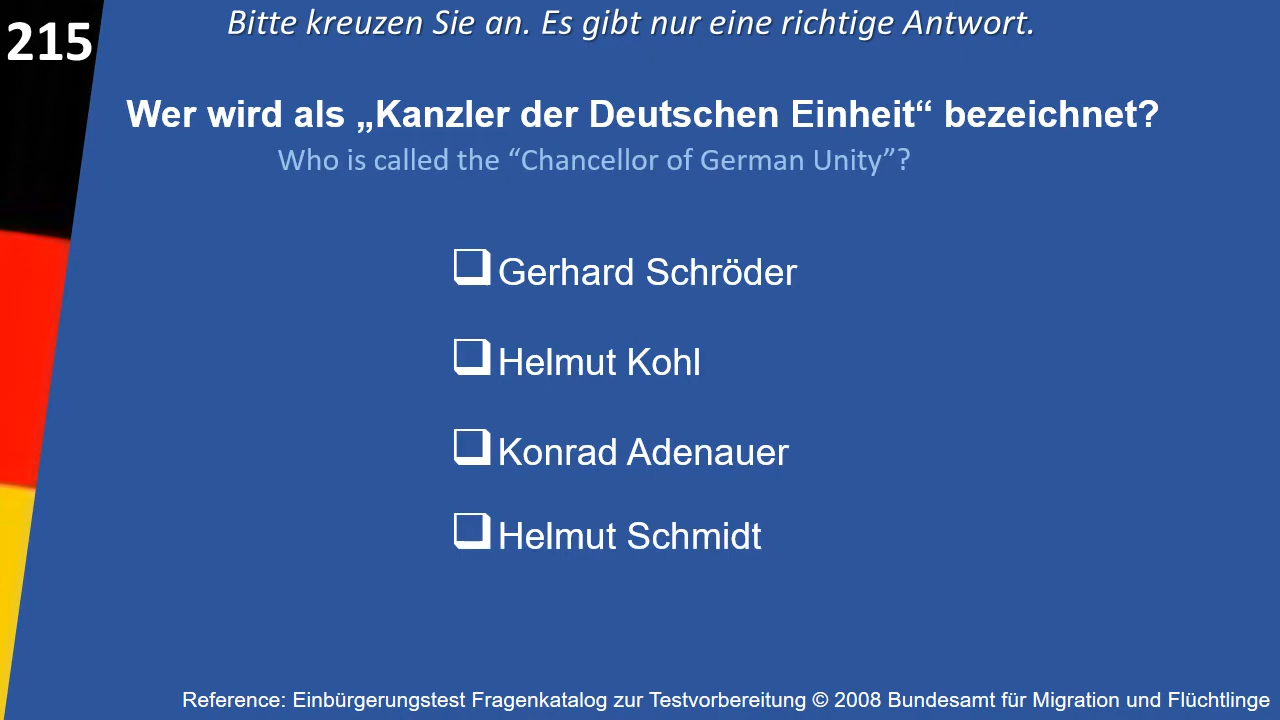 215
Bitte kreuzen Sie an. Es gibt nur eine richtige Antwort.
Wer wird als „Kanzler der Deutschen Einheit“ bezeichnet?
Who is called the “Chancellor of German Unity”?
Gerhard Schröder
Helmut Kohl
Konrad Adenauer
Helmut Schmidt
Reference: Einbürgerungstest Fragenkatalog zur Testvorbereitung © 2008 Bundesamt für Migration und Flüchtlinge